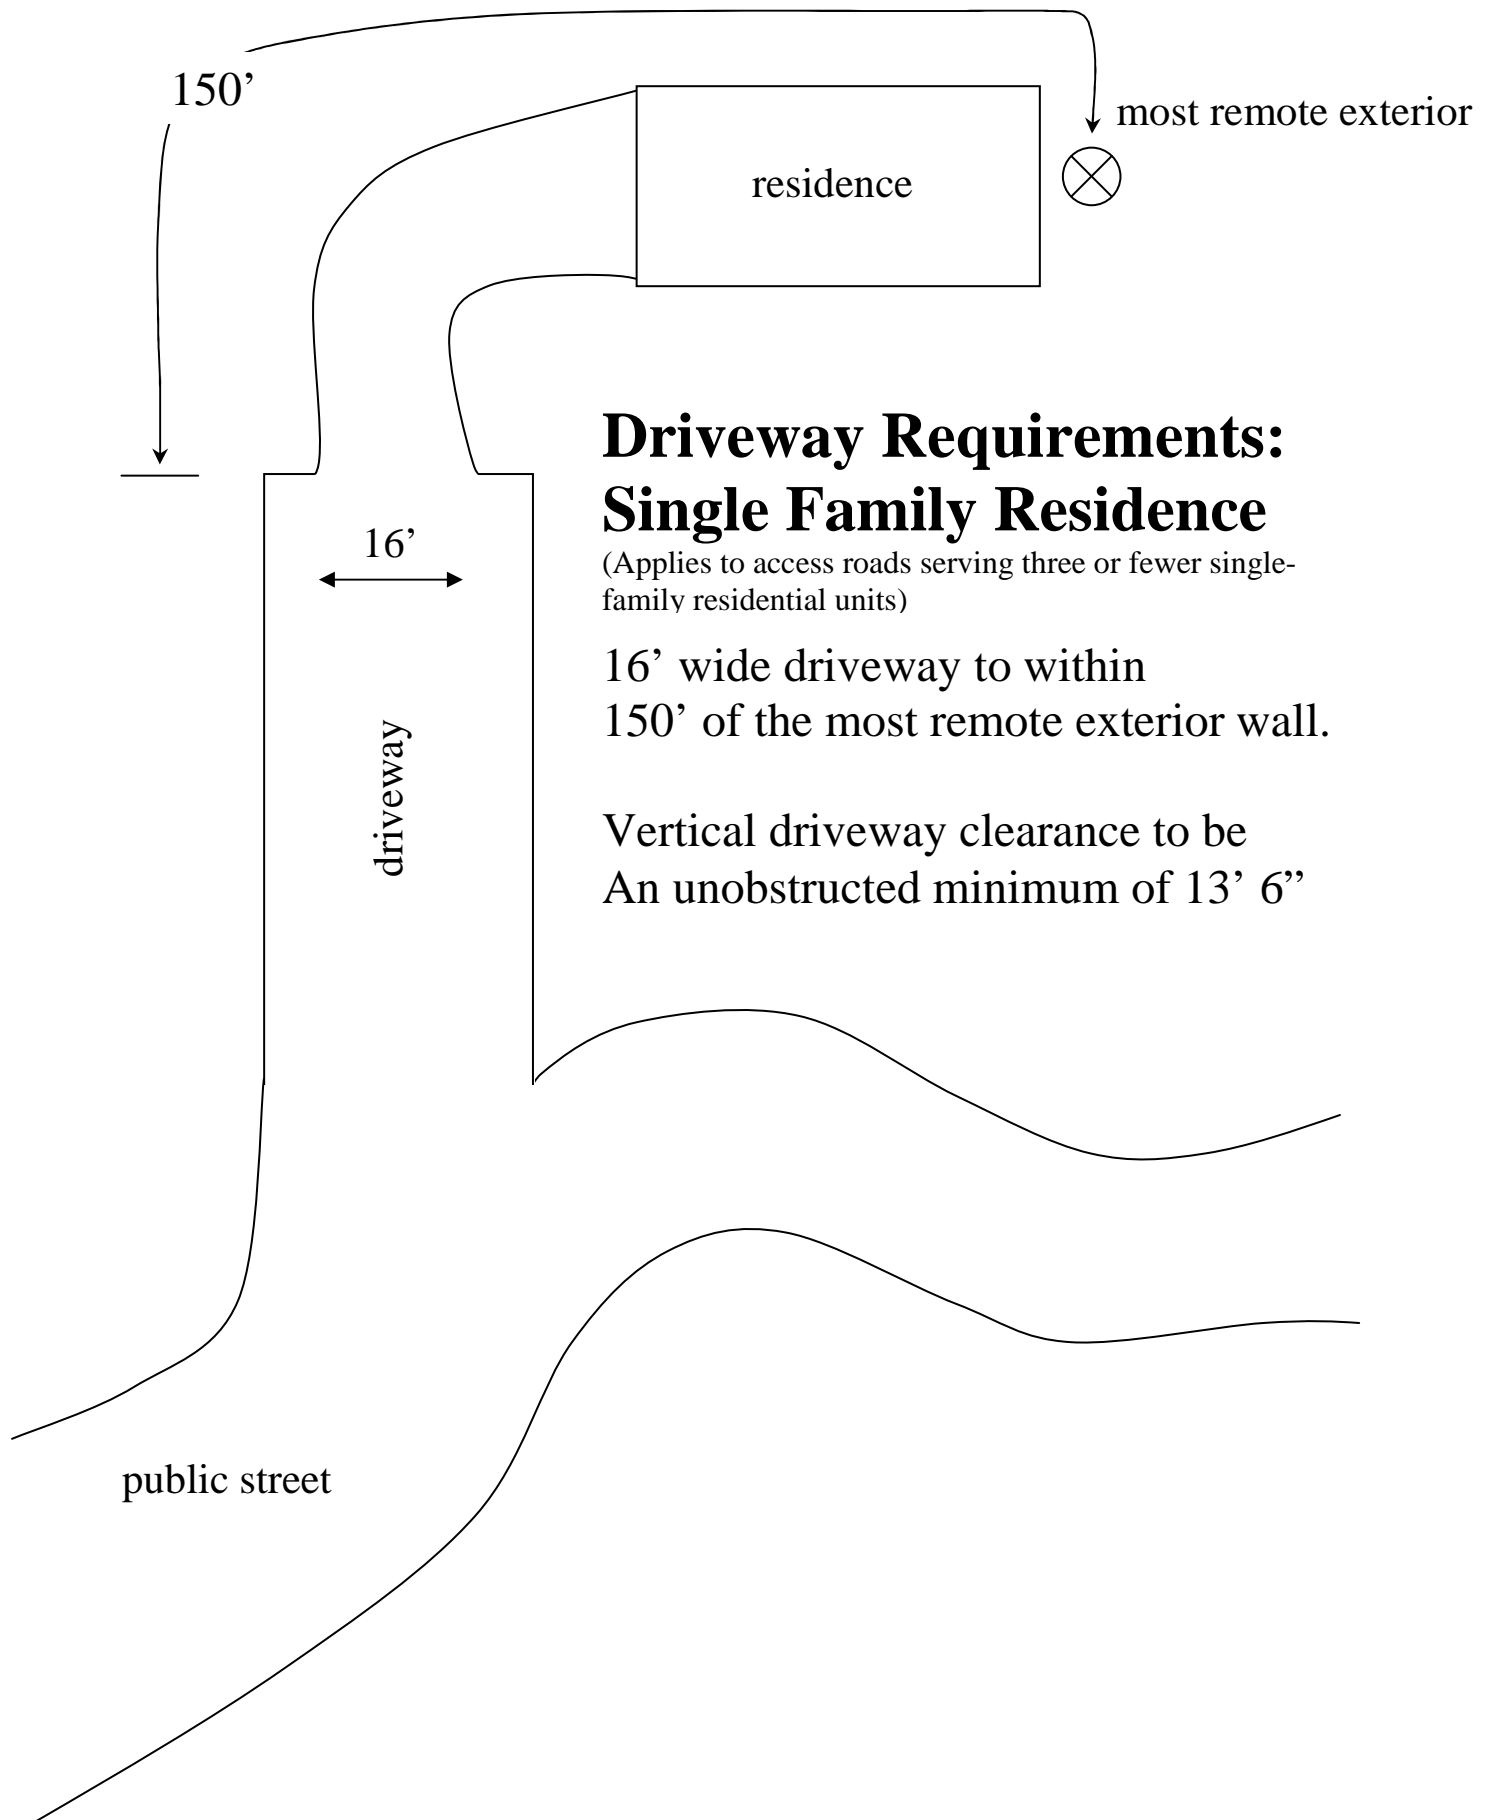 150’
most remote exterior
residence
Driveway Requirements:
Single Family Residence
(Applies to access roads serving three or fewer single-
family residential units)
16’
16’ wide driveway to within
150’ of the most remote exterior wall.
driveway
Vertical driveway clearance to be
An unobstructed minimum of 13’ 6”
public street